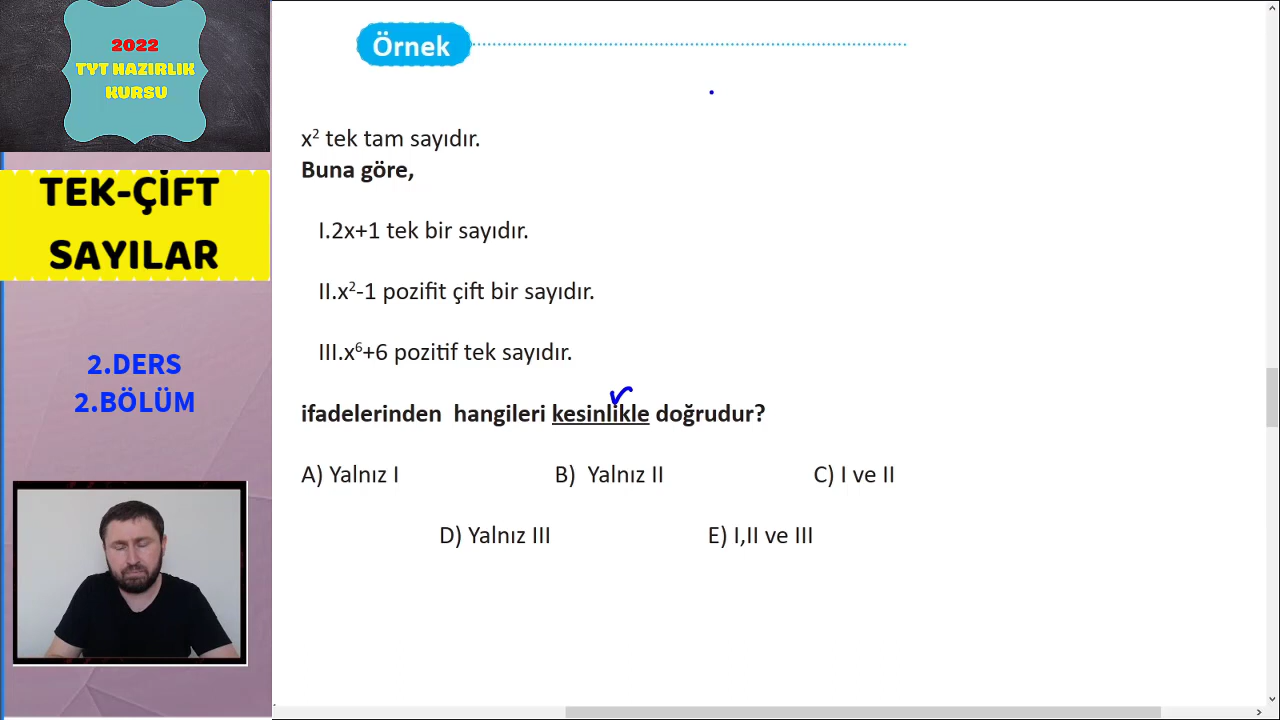 2022
TYT HAZIRLIK
KURSU
TEK-ÇİFT
SAYILAR
2.DERS
2.BÖLÜM
Örnek
x² tek tam sayıdır.
Buna göre,
I.2x+1 tek bir sayıdır.
II.x²-1 pozifit çift bir sayıdır.
III.x⁶+6 pozitif tek sayıdır.
ifadelerinden hangileri kesinlikle doğrudur?
A) Yalnız I B) Yalnız II C) I ve II
D) Yalnız III E) I,II ve III